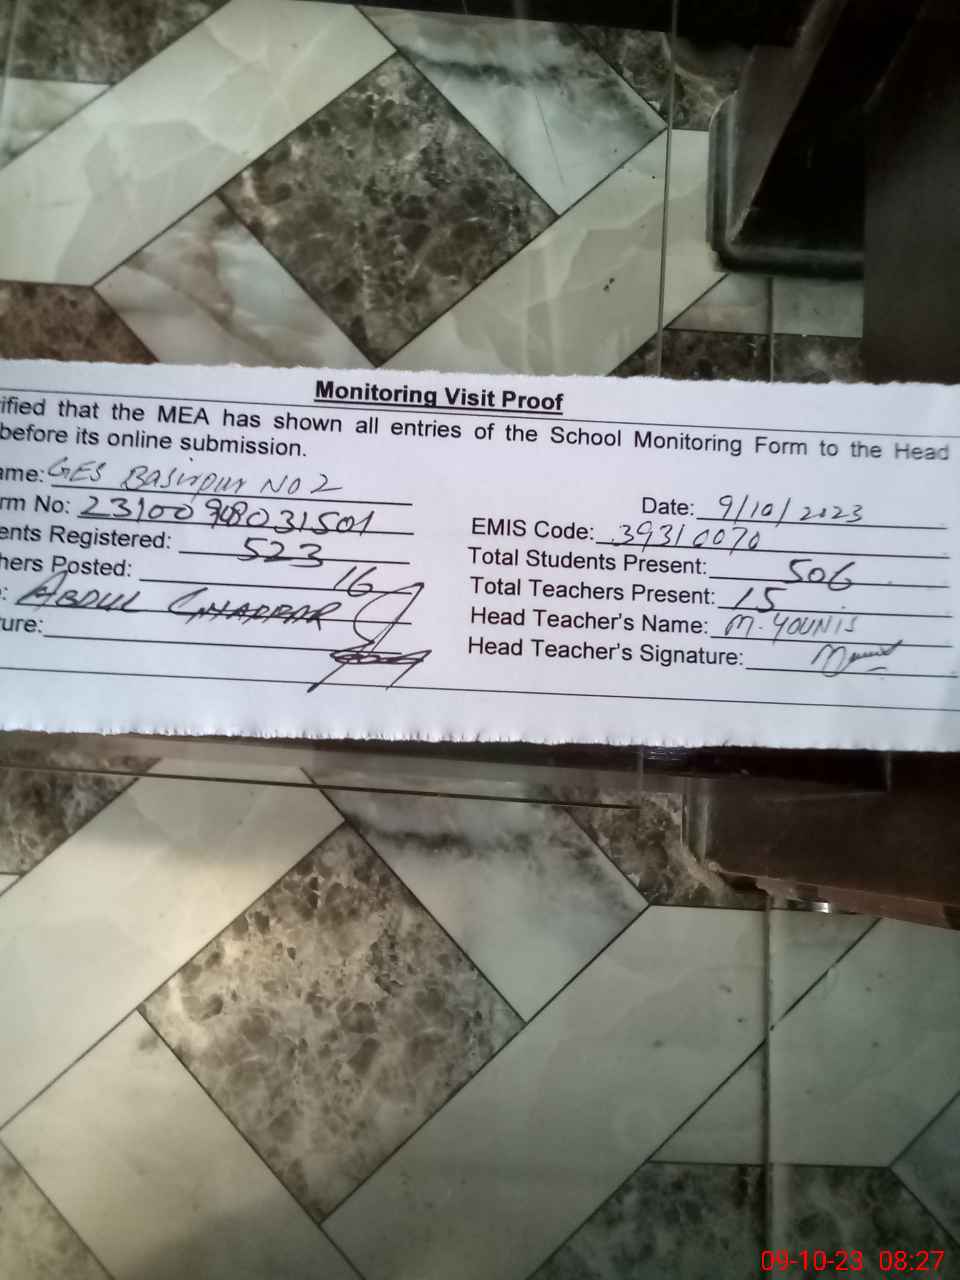 Monitoring Visit Proof
ified that the MEA has shown all entries of the School Monitoring Form to the Head
before its online submission.
ame: GES Basirpur No 2
Date: 9/10/2023
rm No: 23100948031501
EMIS Code: 39310070
ents Registered: 523
Total Students Present: 506
hers Posted: 16
Total Teachers Present: 15
: ABDUL GHAFFAR
Head Teacher's Name: M. YOUNIS
ure:
Head Teacher's Signature:
09-10-23 08:27